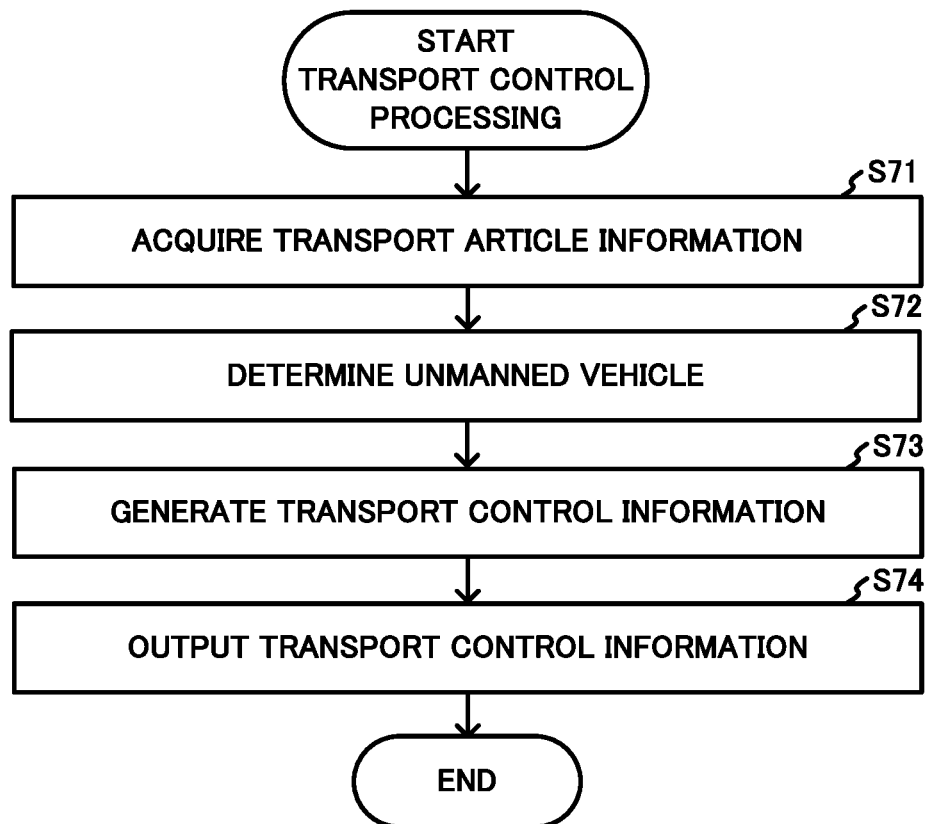 START
TRANSPORT CONTROL
PROCESSING
S71
ACQUIRE TRANSPORT ARTICLE INFORMATION
S72
DETERMINE UNMANNED VEHICLE
S73
GENERATE TRANSPORT CONTROL INFORMATION
S74
OUTPUT TRANSPORT CONTROL INFORMATION
END